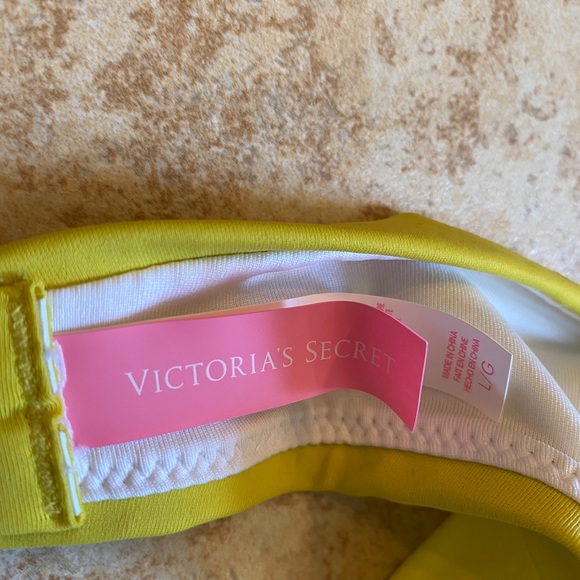 VICTORIA'S SECRET
MADE IN CHINA
FAIT EN CHINE
HECHO EN CHINA
L/G